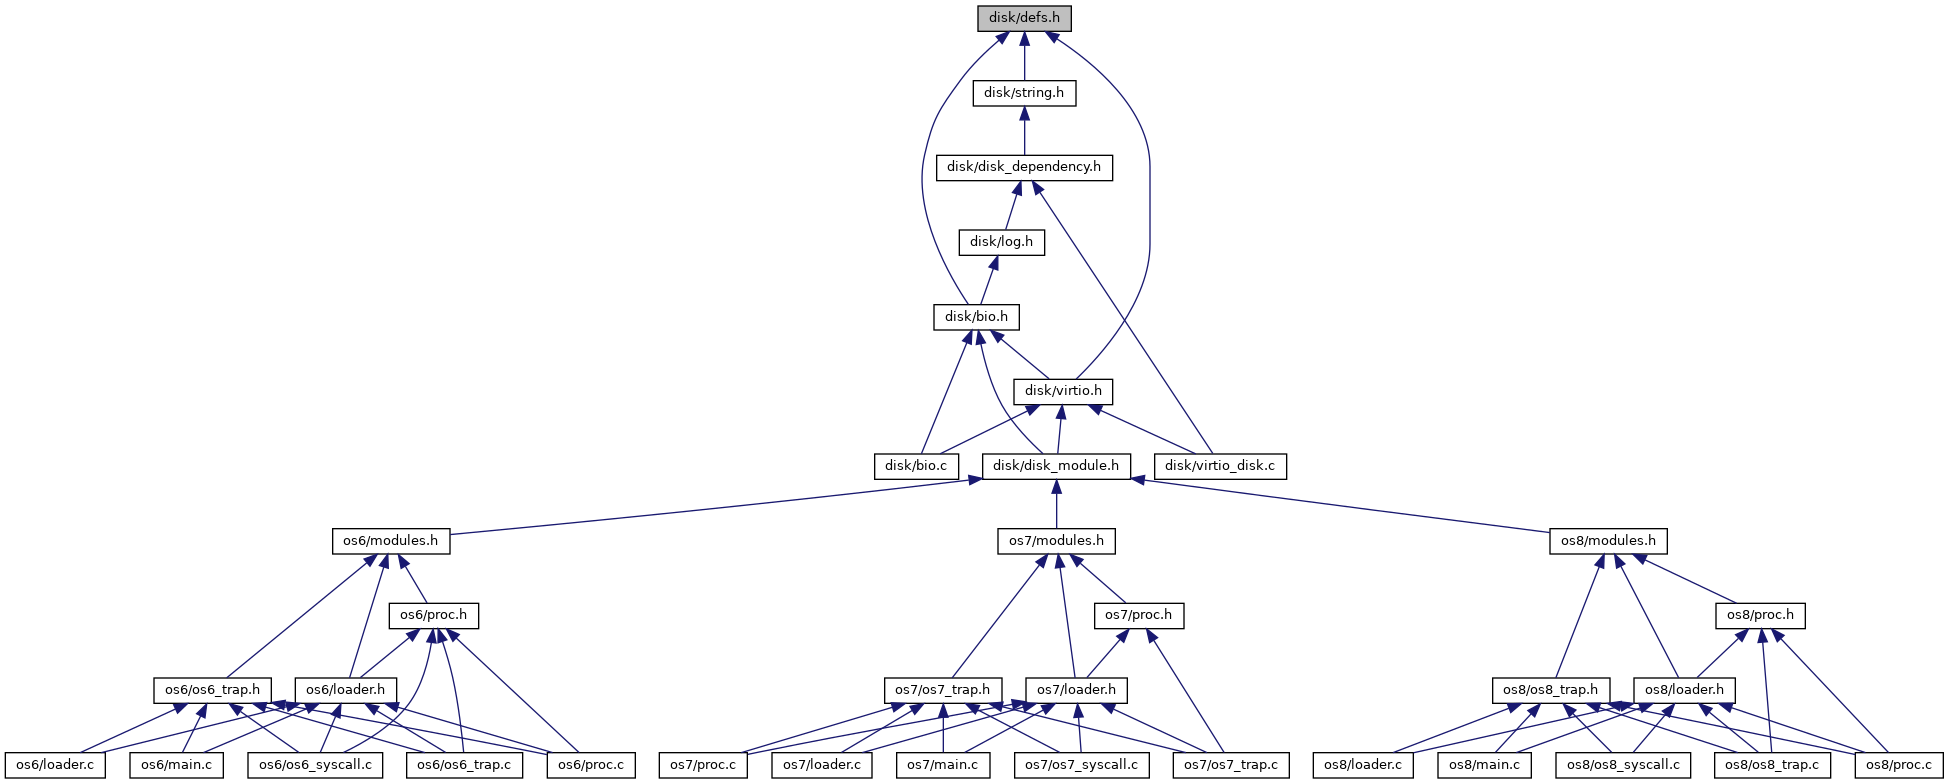 disk/defs.h
disk/string.h
disk/disk_dependency.h
disk/log.h
disk/bio.h
disk/virtio.h
disk/bio.c
disk/disk_module.h
disk/virtio_disk.c
os6/modules.h
os7/modules.h
os8/modules.h
os6/proc.h
os7/proc.h
os8/proc.h
os6/os6_trap.h
os6/loader.h
os7/os7_trap.h
os7/loader.h
os8/os8_trap.h
os8/loader.h
os6/loader.c
os6/main.c
os6/os6_syscall.c
os6/os6_trap.c
os6/proc.c
os7/proc.c
os7/loader.c
os7/main.c
os7/os7_syscall.c
os7/os7_trap.c
os8/loader.c
os8/main.c
os8/os8_syscall.c
os8/os8_trap.c
os8/proc.c